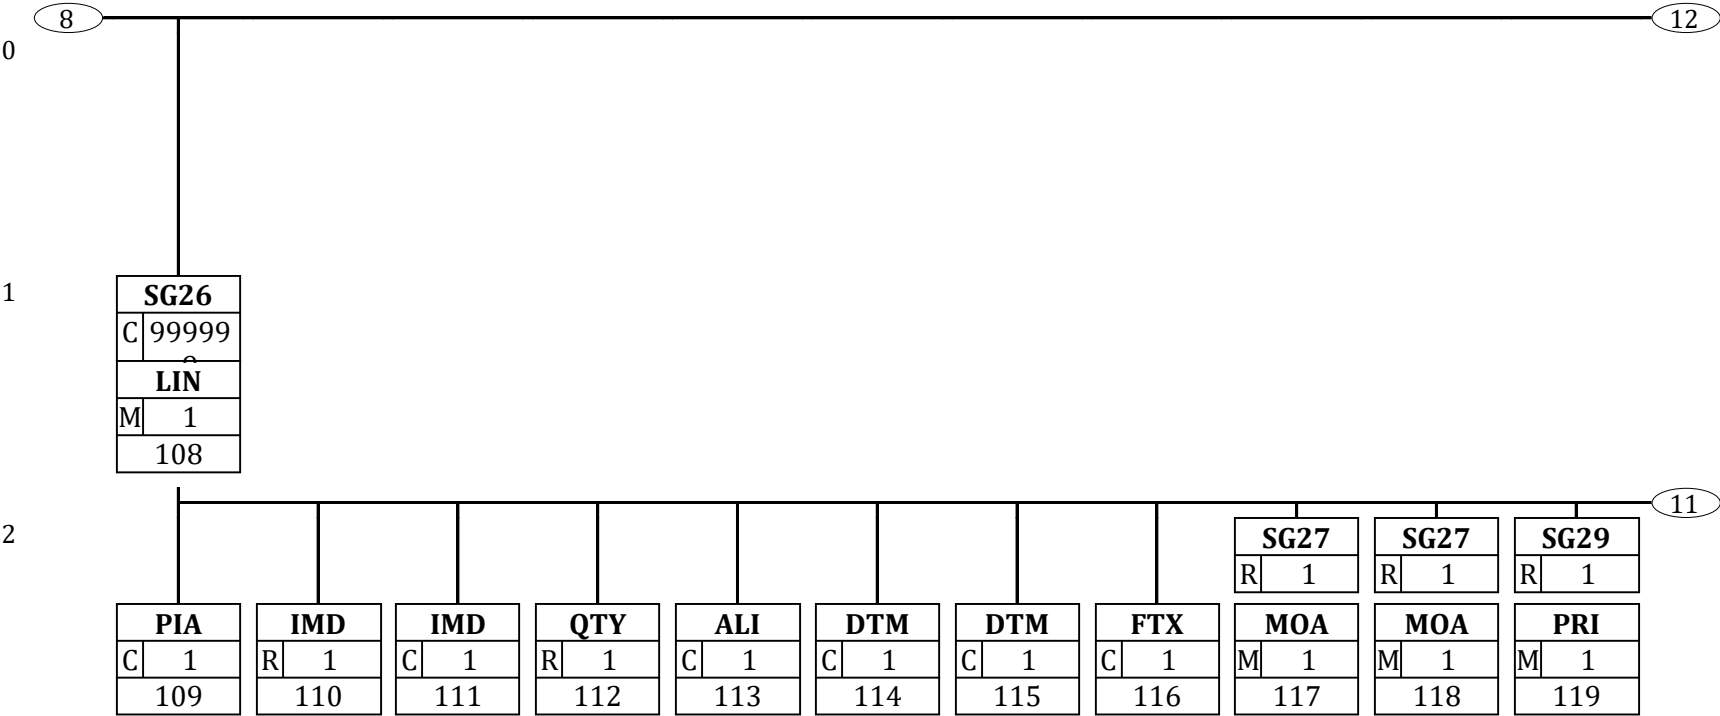 8 12
0
1
SG26
C 99999
LIN
M 1
108
11
2
SG27 SG27 SG29
R 1 R 1 R 1
PIA IMD IMD QTY ALI DTM DTM FTX MOA MOA PRI
C 1 R 1 C 1 R 1 C 1 C 1 C 1 C 1 M 1 M 1 M 1
109 110 111 112 113 114 115 116 117 118 119